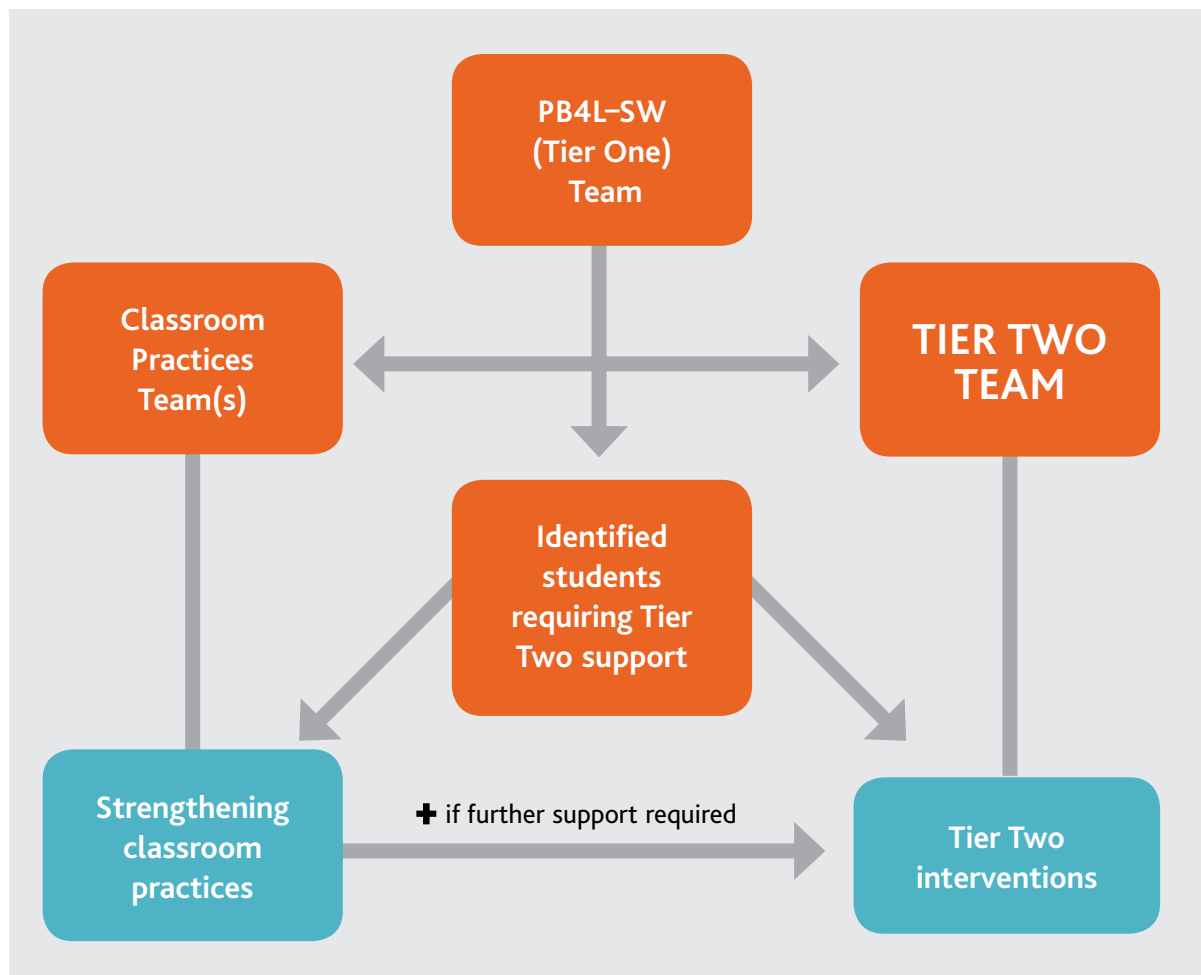 PB4L–SW
(Tier One)
Team
Classroom
Practices
Team(s)
TIER TWO
TEAM
Identified
students
requiring Tier
Two support
Strengthening
classroom
practices
✚ if further support required
Tier Two
interventions